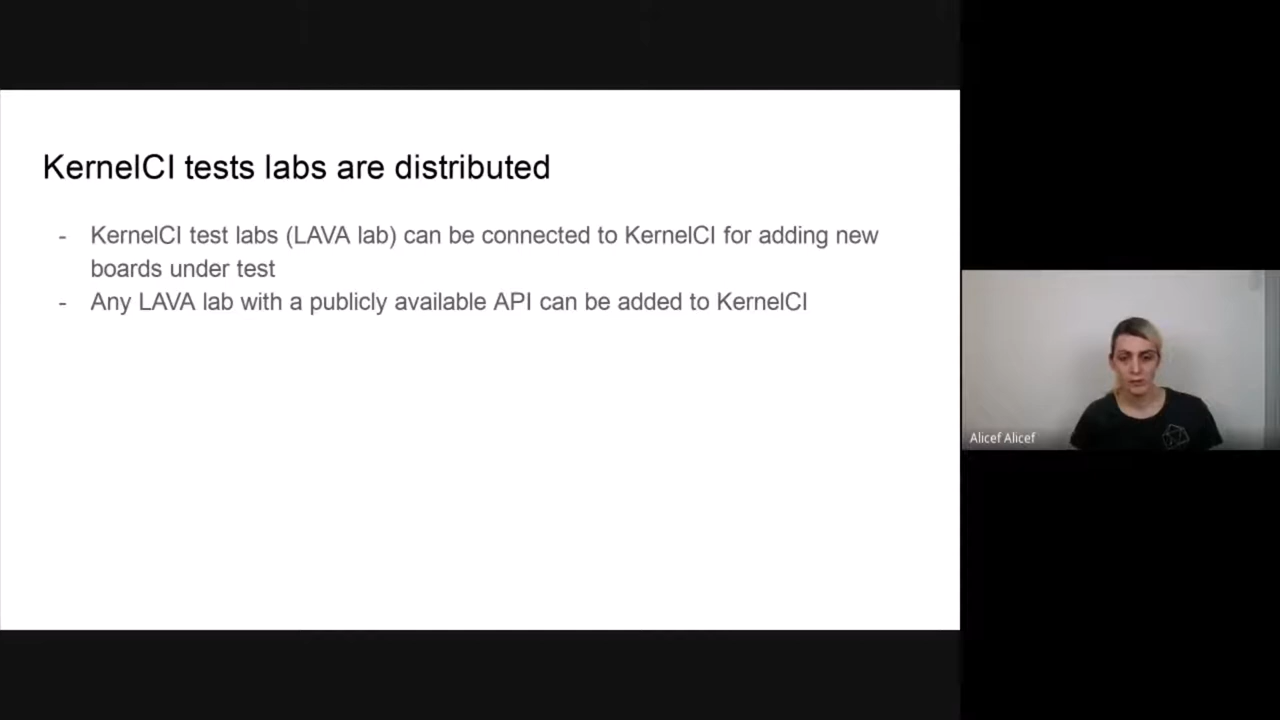 KernelCI tests labs are distributed
- KernelCI test labs (LAVA lab) can be connected to KernelCI for adding new
boards under test
- Any LAVA lab with a publicly available API can be added to KernelCI
Alicef Alicef